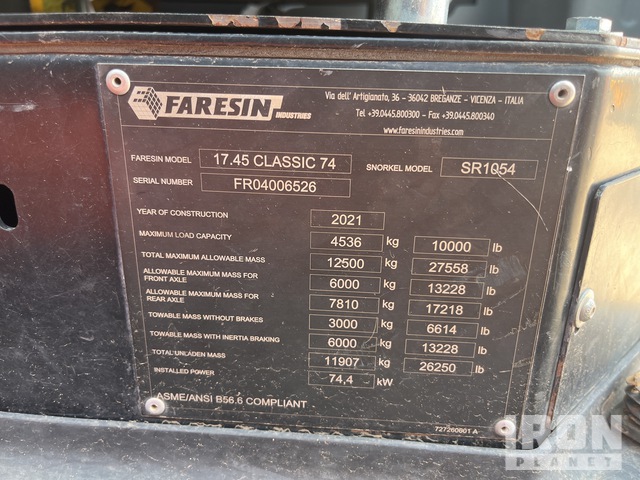 FARESIN
INDUSTRIES
Via dell' Artigianato, 36 - 36042 BREGANZE - VICENZA - ITALIA
Tel +39.0445.800300 - Fax +39.0445.800340
www.faresinindustries.com
FARESIN MODEL 17.45 CLASSIC 74 SNORKEL MODEL SR1054
SERIAL NUMBER FR04006526
YEAR OF CONSTRUCTION 2021
MAXIMUM LOAD CAPACITY 4536 kg 10000 lb
TOTAL MAXIMUM ALLOWABLE MASS 12500 kg 27558 lb
ALLOWABLE MAXIMUM MASS FOR
FRONT AXLE 6000 kg 13228 lb
ALLOWABLE MAXIMUM MASS FOR
REAR AXLE 7810 kg 17218 lb
TOWABLE MASS WITHOUT BRAKES 3000 kg 6614 lb
TOWABLE MASS WITH INERTIA BRAKING 6000 kg 13228 lb
TOTAL UNLADEN MASS 11907 kg 26250 lb
INSTALLED POWER 74,4 kW
ASME/ANSI B56.6 COMPLIANT
727260801 A
IRON
PLANET